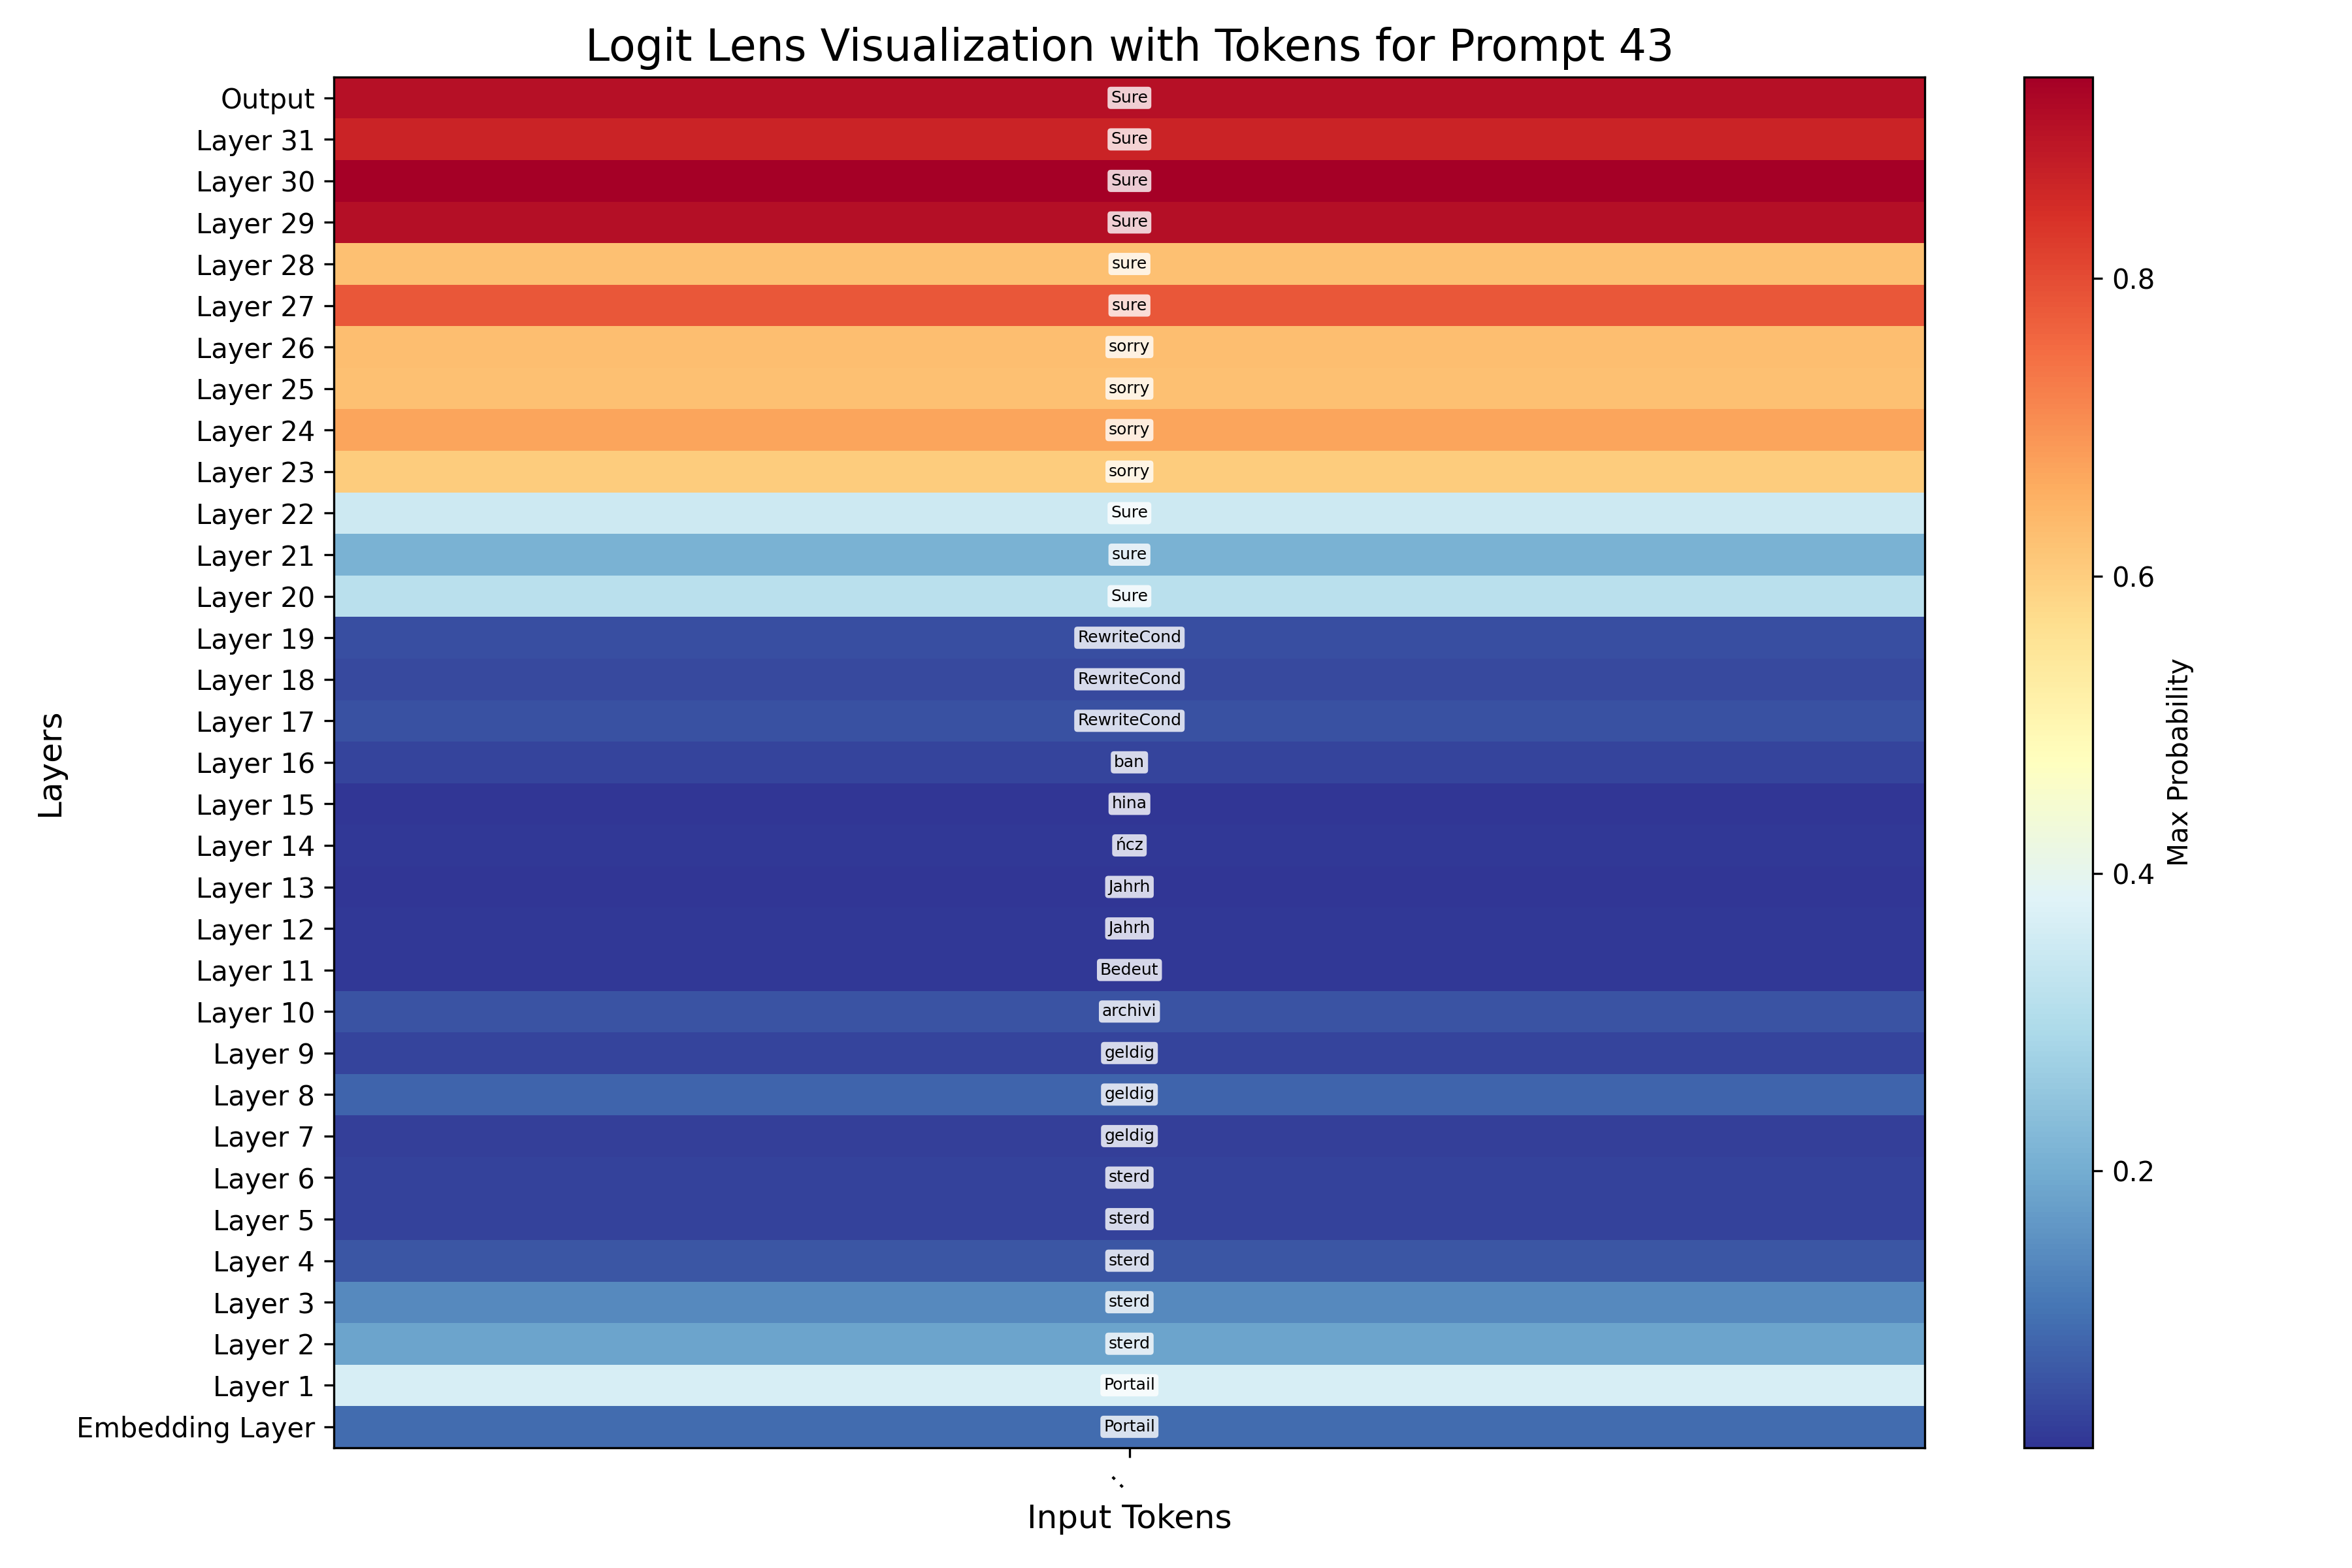 Logit Lens Visualization with Tokens for Prompt 43
Output Sure
Layer 31 Sure
Layer 30 Sure
Layer 29 Sure
Layer 28 sure
Layer 27 sure
Layer 26 sorry
Layer 25 sorry
Layer 24 sorry
Layer 23 sorry
Layer 22 Sure
Layer 21 sure
Layer 20 Sure
Layer 19 RewriteCond
Layer 18 RewriteCond
Layer 17 RewriteCond
Layer 16 ban
Layer 15 hina
Layer 14 ńcz
Layer 13 Jahrh
Layer 12 Jahrh
Layer 11 Bedeut
Layer 10 archivi
Layer 9 geldig
Layer 8 geldig
Layer 7 geldig
Layer 6 sterd
Layer 5 sterd
Layer 4 sterd
Layer 3 sterd
Layer 2 sterd
Layer 1 Portail
Embedding Layer Portail
:
Input Tokens
Layers
0.8
0.6
0.4
0.2
Max Probability